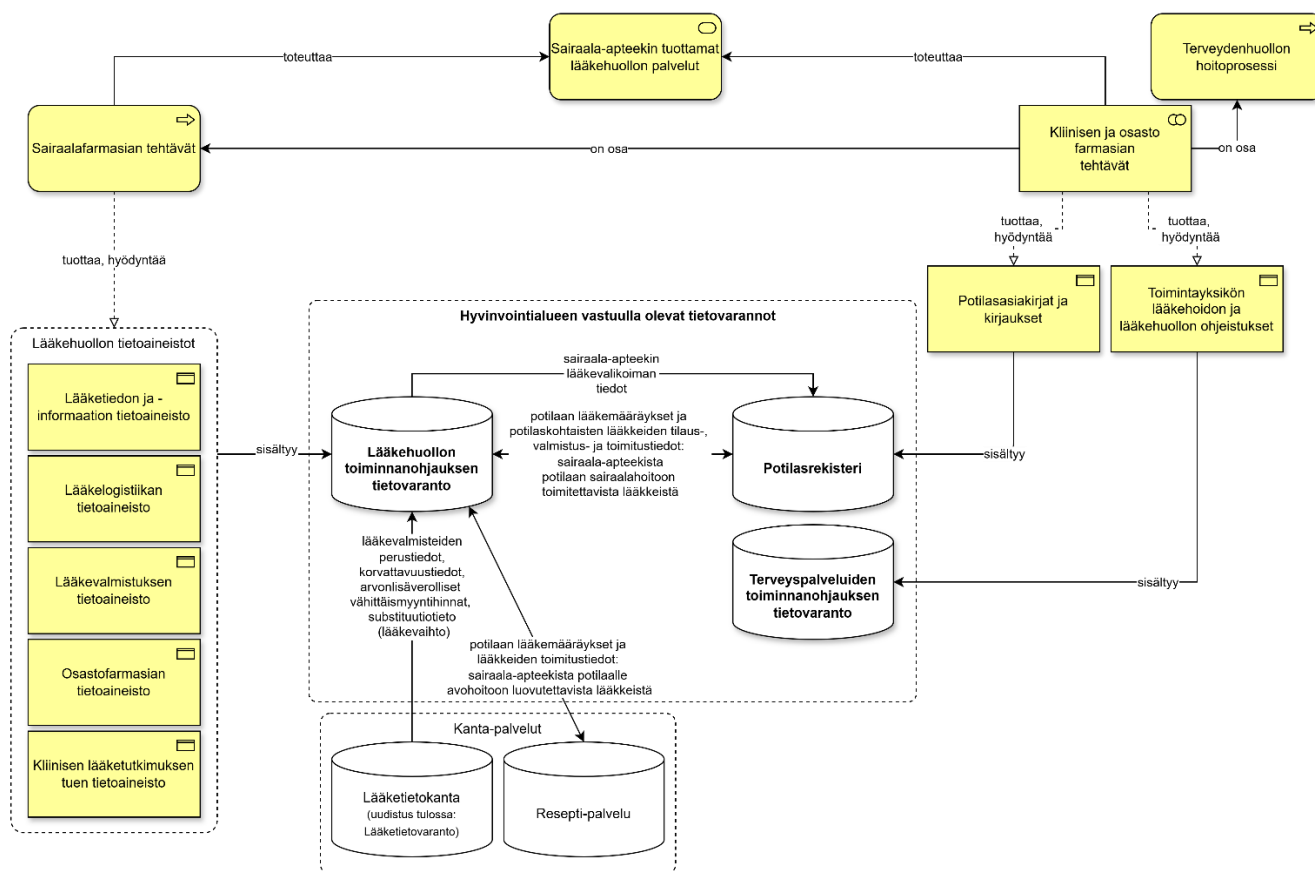 Sairaala-apteekin tuottamat
lääkehuollon palvelut
Terveydenhuollon
hoitoprosessi
toteuttaa
toteuttaa
Sairaalafarmasian tehtävät
Kliinisen ja osasto
farmasian
tehtävät
on osa
on osa
tuottaa, hyödyntää
tuottaa,
hyödyntää
tuottaa,
hyödyntää
Potilasasiakirjat ja
kirjaukset
Toimintayksikön
lääkehoidon ja
lääkehuollon ohjeistukset
Lääkehuollon tietoaineistot
Lääketiedon ja -
informaation tietoaineisto
Lääkelogistiikan
tietoaineisto
Lääkevalmistuksen
tietoaineisto
Osastofarmasian
tietoaineisto
Kliinisen lääketutkimuksen
tuen tietoaineisto
sisältyy
Hyvinvointialueen vastuulla olevat tietovarannot
sairaala-apteekin
lääkevalikoiman
tiedot
Lääkehuollon
toiminnanohjauksen
tietovaranto
potilaan lääkemääräykset ja
potilaskohtaisten lääkkeiden tilaus-,
valmistus- ja toimitustiedot:
sairaala-apteekista
potilaan sairaalahoitoon
toimitettavista lääkkeistä
Potilasrekisteri
sisältyy
Terveyspalveluiden
toiminnanohjauksen
tietovaranto
sisältyy
lääkevalmisteiden
perustiedot,
korvattavuustiedot,
arvonlisäverolliset
vähittäismyyntihinnat,
substituutiotieto
(lääkevaihto)
potilaan lääkemääräykset ja
lääkkeiden toimitustiedot:
sairaala-apteekista potilaalle
avohoitoon luovutettavista lääkkeistä
Kanta-palvelut
Lääketietokanta
(uudistus tulossa:
Lääketietovaranto)
Resepti-palvelu